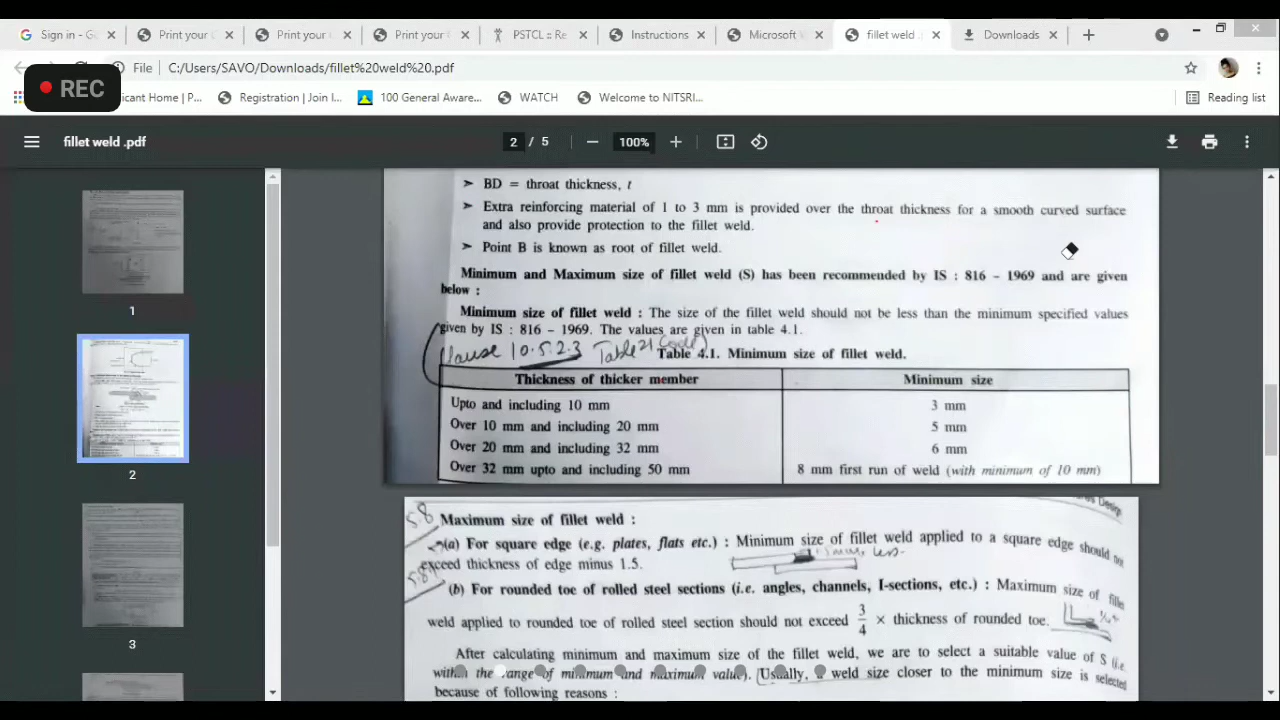 Sign in - G
Print your
Print your
Print your
PSTCL :: Re
Instructions
Microsoft
fillet weld
Downloads
File
C:/Users/SAVO/Downloads/fillet%20weld%20.pdf
REC
icant Home | P...
Registration | Join I...
100 General Aware...
WATCH
Welcome to NITSRI...
Reading list
fillet weld .pdf
2 / 5
100%
1
2
3
➤ BD = throat thickness, t
➤ Extra reinforcing material of 1 to 3 mm is provided over the throat thickness for a smooth curved surface
and also provide protection to the fillet weld.
➤ Point B is known as root of fillet weld.
Minimum and Maximum size of fillet weld (S) has been recommended by IS : 816 - 1969 and are given
below :
Minimum size of fillet weld : The size of the fillet weld should not be less than the minimum specified values
given by IS : 816 - 1969. The values are given in table 4.1.
Clause 10.5.2.3 Table 21
Table 4.1. Minimum size of fillet weld.
Thickness of thicker member Minimum size
Upto and including 10 mm 3 mm
Over 10 mm and including 20 mm 5 mm
Over 20 mm and including 32 mm 6 mm
Over 32 mm upto and including 50 mm 8 mm first run of weld (with minimum of 10 mm)
Design
58
Maximum size of fillet weld :
(a) For square edge (e.g. plates, flats etc.) : Minimum size of fillet weld applied to a square edge should not
less.
exceed thickness of edge minus 1.5.
58
(b) For rounded toe of rolled steel sections (i.e. angles, channels, I-sections, etc.) : Maximum size of fillet
weld applied to rounded toe of rolled steel section should not exceed 3/4 × thickness of rounded toe.
After calculating minimum and maximum size of the fillet weld, we are to select a suitable value of S (i.e.
within the range of minimum and maximum value). (Usually, weld size closer to the minimum size is selected
because of following reasons :